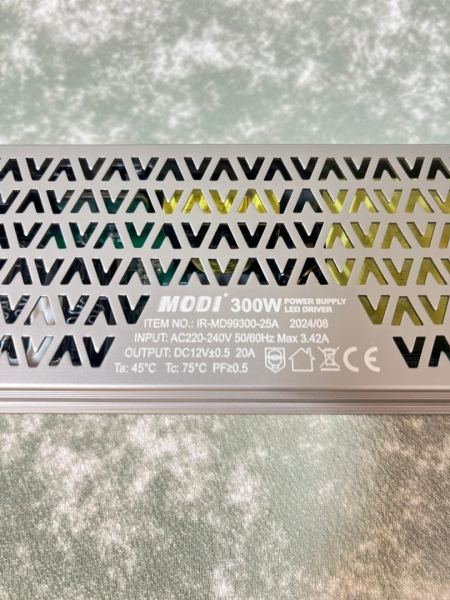 MODI® 300W POWER SUPPLY
LED DRIVER
ITEM NO.: IR-MD99300-25A 2024/08
INPUT: AC220-240V 50/60Hz Max 3.42A
OUTPUT: DC12V±0.5 20A
Ta: 45°C Tc: 75°C PF≥0.5
CE